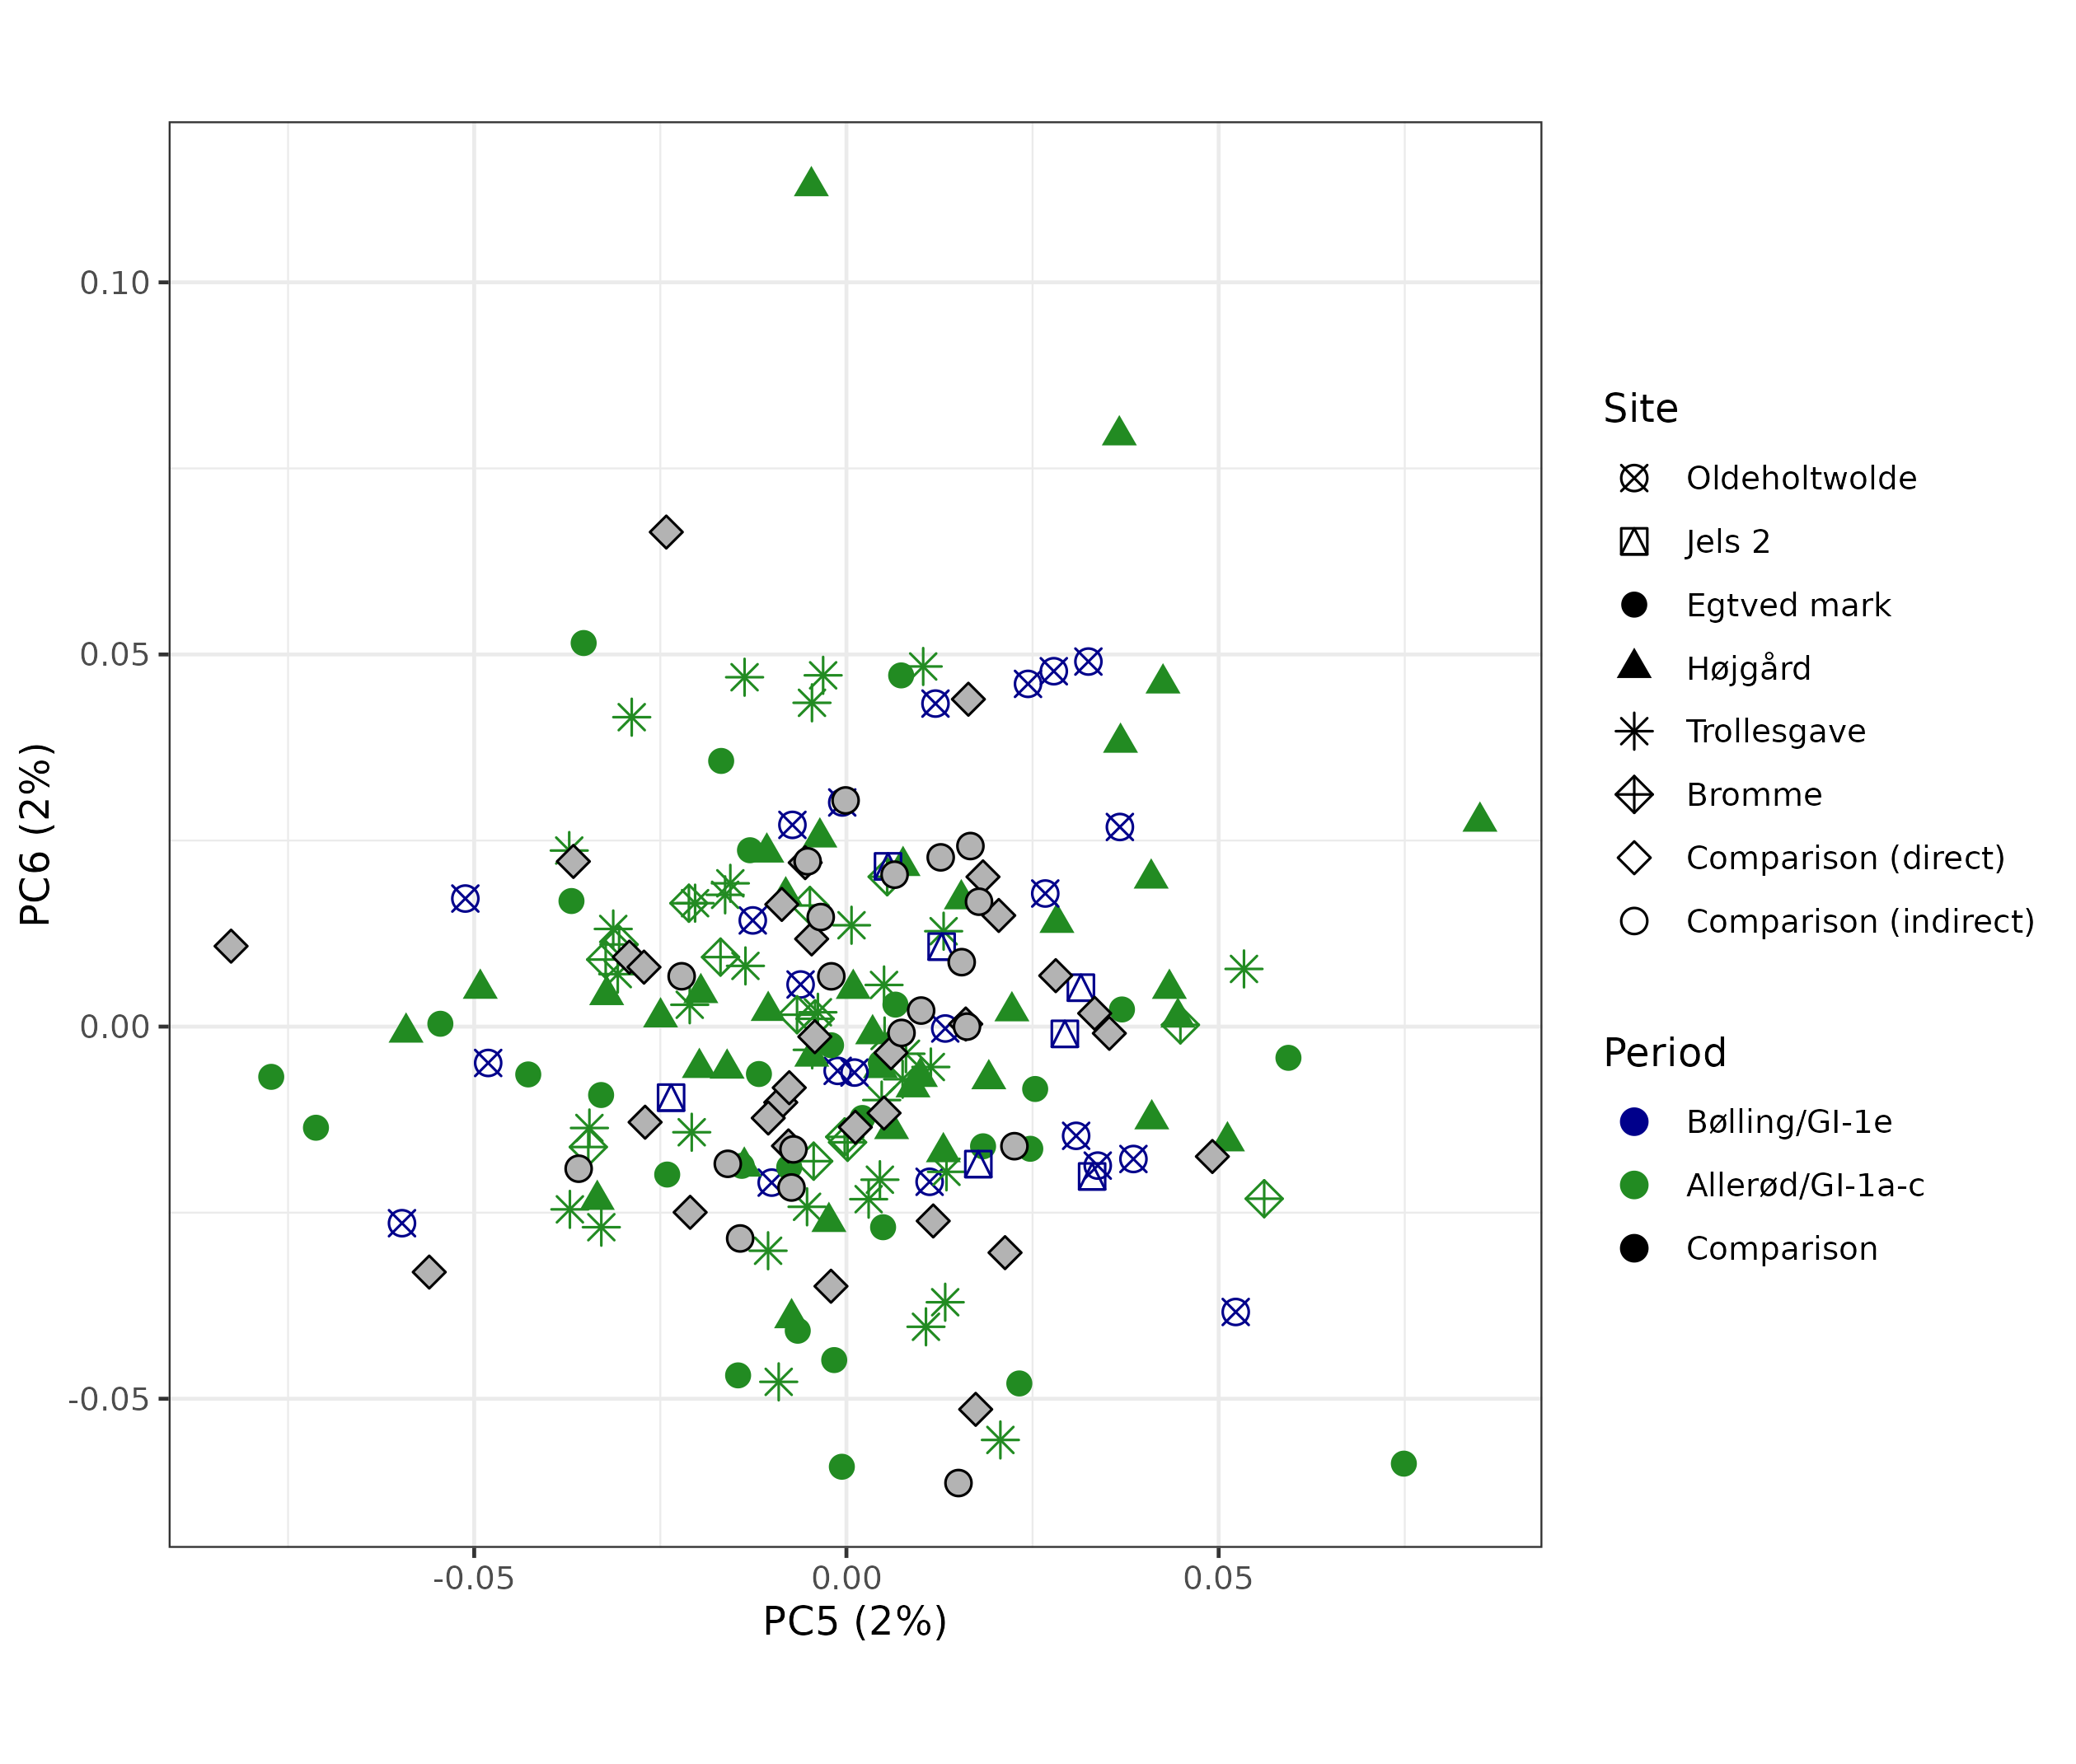 0.10
0.05
0.00
-0.05
PC6 (2%)
-0.05
0.00
0.05
PC5 (2%)
Site
Oldeholtwolde
Jels 2
Egtved mark
Højgård
Trollesgave
Bromme
Comparison (direct)
Comparison (indirect)
Period
Bølling/GI-1e
Allerød/GI-1a-c
Comparison